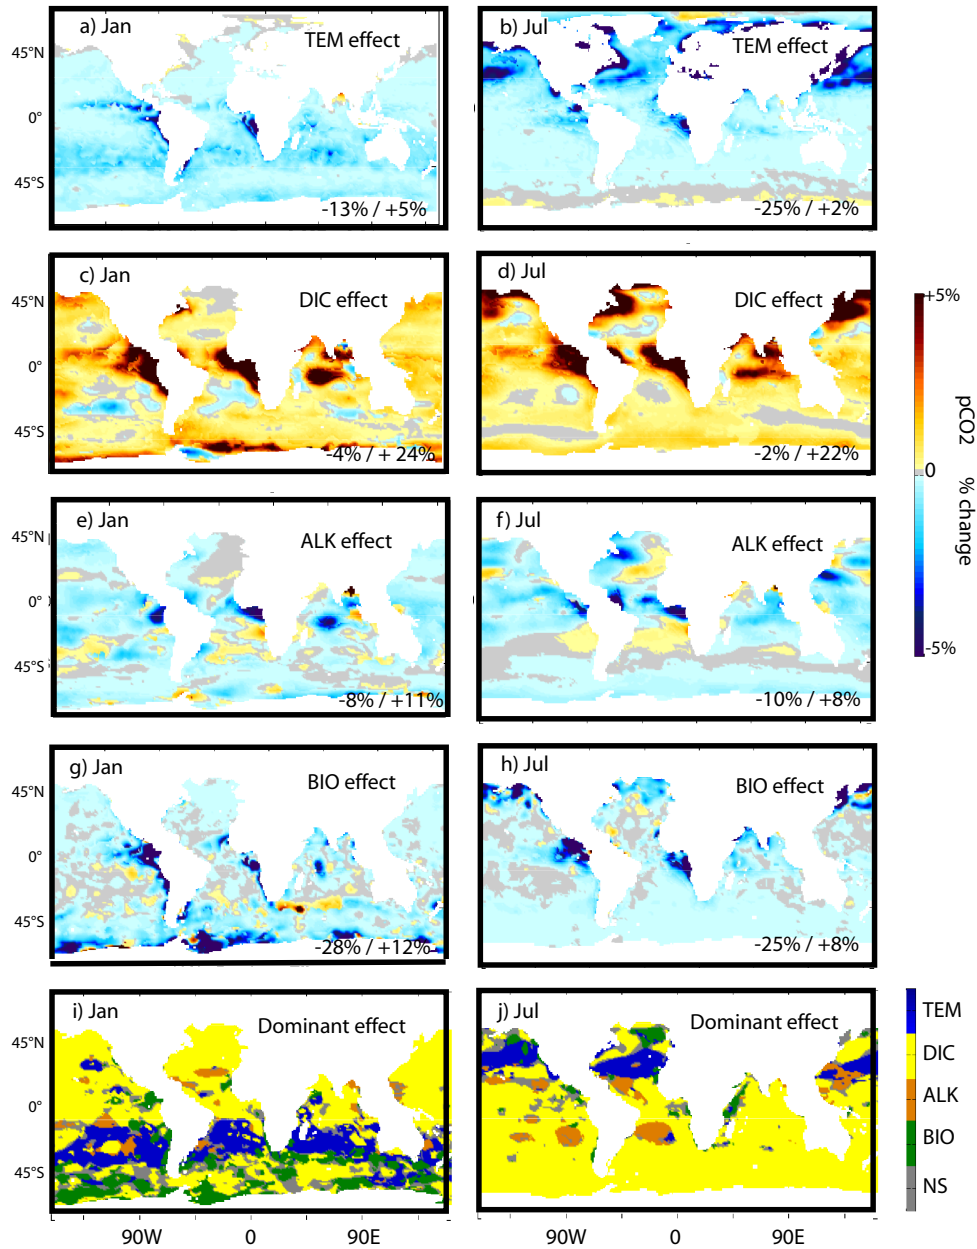 a) Jan
TEM effect
45°N
0°
45°S
-13% / +5%
b) Jul
TEM effect
-25% / +2%
c) Jan
DIC effect
45°N
0°
45°S
-4% / + 24%
d) Jul
DIC effect
-2% / +22%
+5%
0
-5%
pCO2 % change
e) Jan
ALK effect
45°N
0°
45°S
-8% / +11%
f) Jul
ALK effect
-10% / +8%
g) Jan
BIO effect
45°N
0°
45°S
-28% / +12%
h) Jul
BIO effect
-25% / +8%
i) Jan
Dominant effect
45°N
0°
45°S
90W 0 90E
j) Jul
Dominant effect
90W 0 90E
TEM
DIC
ALK
BIO
NS